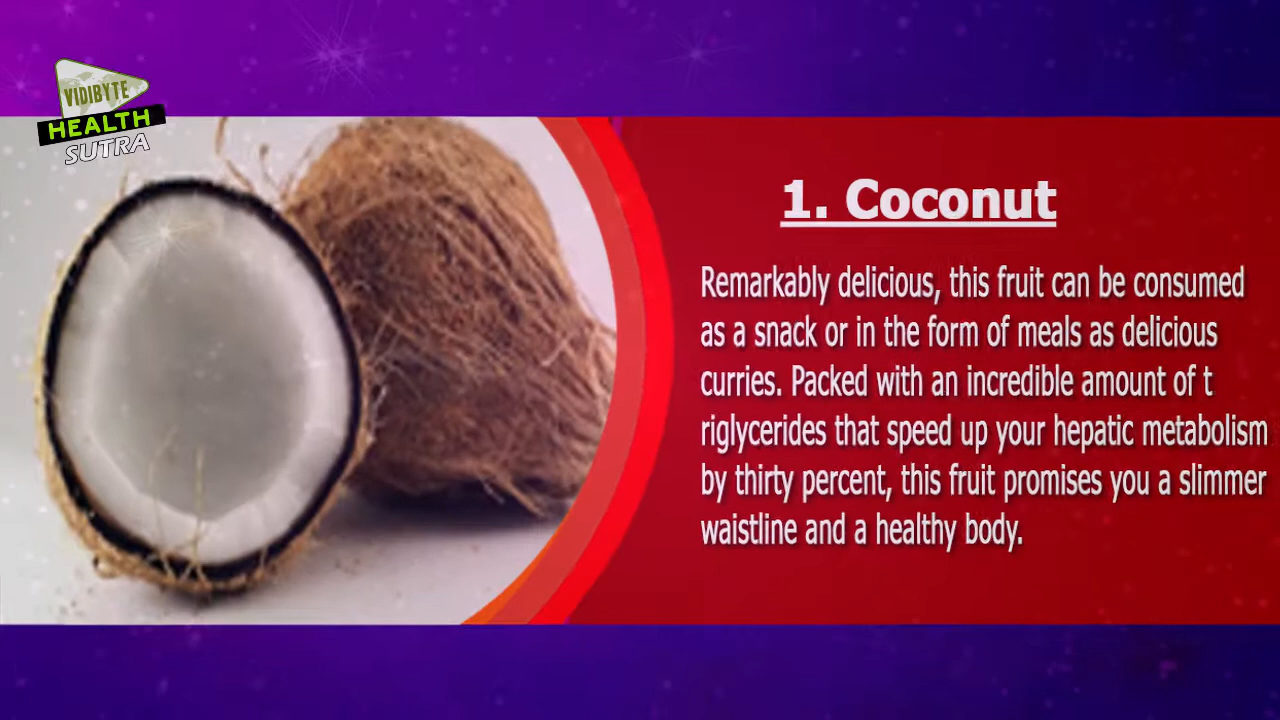 VIDIBYTE
HEALTH
SUTRA
1. Coconut
Remarkably delicious, this fruit can be consumed
as a snack or in the form of meals as delicious
curries. Packed with an incredible amount of t
riglycerides that speed up your hepatic metabolism
by thirty percent, this fruit promises you a slimmer
waistline and a healthy body.